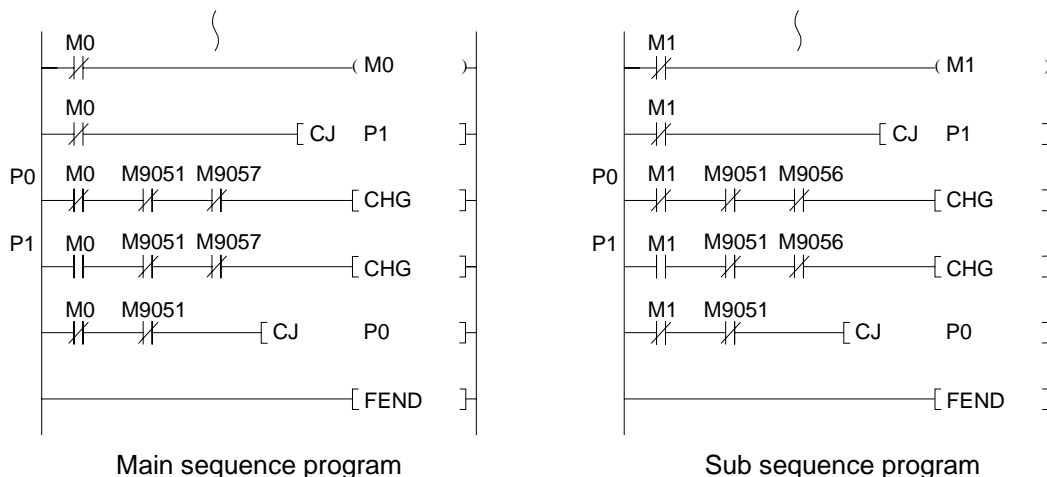 M0
M0
M0
CJ P1
P0 M0 M9051 M9057
CHG
P1 M0 M9051 M9057
CHG
M0 M9051
CJ P0
FEND
Main sequence program
M1
M1
M1
CJ P1
P0 M1 M9051 M9056
CHG
P1 M1 M9051 M9056
CHG
M1 M9051
CJ P0
FEND
Sub sequence program